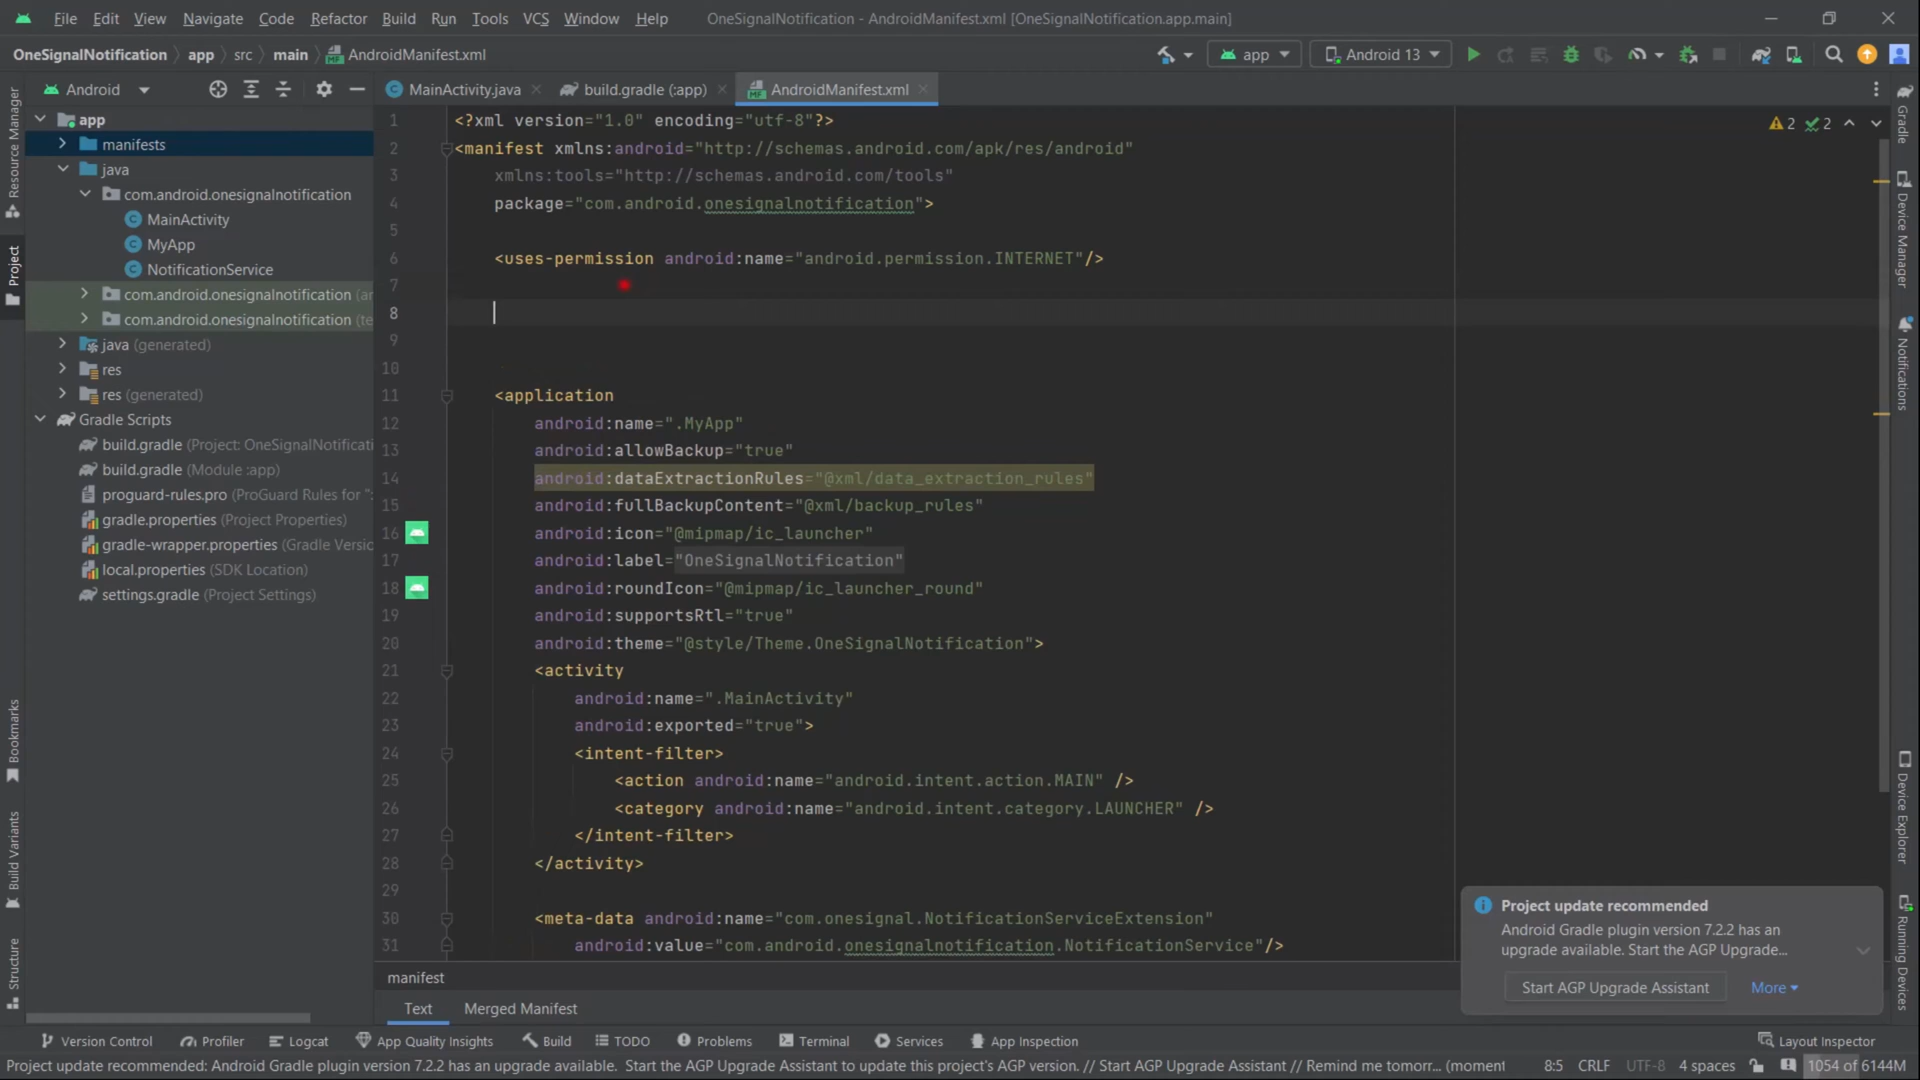 File Edit View Navigate Code Refactor Build Run Tools VCS Window Help OneSignalNotification - AndroidManifest.xml [OneSignalNotification.app.main]
OneSignalNotification app src main AndroidManifest.xml app Android 13
Android MainActivity.java build.gradle (:app) AndroidManifest.xml
app
manifests
java
com.android.onesignalnotification
MainActivity
MyApp
NotificationService
com.android.onesignalnotification (ar
com.android.onesignalnotification (te
java (generated)
res
res (generated)
Gradle Scripts
build.gradle (Project: OneSignalNotificati
build.gradle (Module :app)
proguard-rules.pro (ProGuard Rules for ":
gradle.properties (Project Properties)
gradle-wrapper.properties (Gradle Versio
local.properties (SDK Location)
settings.gradle (Project Settings)
Resource Manager
Project
Bookmarks
Build Variants
Structure
1 <?xml version="1.0" encoding="utf-8"?>
2 <manifest xmlns:android="http://schemas.android.com/apk/res/android"
3 xmlns:tools="http://schemas.android.com/tools"
4 package="com.android.onesignalnotification">
5
6 <uses-permission android:name="android.permission.INTERNET"/>
7
8
9
10
11 <application
12 android:name=".MyApp"
13 android:allowBackup="true"
14 android:dataExtractionRules="@xml/data_extraction_rules"
15 android:fullBackupContent="@xml/backup_rules"
16 android:icon="@mipmap/ic_launcher"
17 android:label="OneSignalNotification"
18 android:roundIcon="@mipmap/ic_launcher_round"
19 android:supportsRtl="true"
20 android:theme="@style/Theme.OneSignalNotification">
21 <activity
22 android:name=".MainActivity"
23 android:exported="true">
24 <intent-filter>
25 <action android:name="android.intent.action.MAIN" />
26 <category android:name="android.intent.category.LAUNCHER" />
27 </intent-filter>
28 </activity>
29
30 <meta-data android:name="com.onesignal.NotificationServiceExtension"
31 android:value="com.android.onesignalnotification.NotificationService"/>
2 2
Gradle
Device Manager
Notifications
Device Explorer
Running Devices
Project update recommended
Android Gradle plugin version 7.2.2 has an
upgrade available. Start the AGP Upgrade...
Start AGP Upgrade Assistant More
manifest
Text Merged Manifest
Version Control Profiler Logcat App Quality Insights Build TODO Problems Terminal Services App Inspection Layout Inspector
Project update recommended: Android Gradle plugin version 7.2.2 has an upgrade available. Start the AGP Upgrade Assistant to update this project's AGP version. // Start AGP Upgrade Assistant // Remind me tomorr... (moment 8:5 CRLF UTF-8 4 spaces 1054 of 6144M